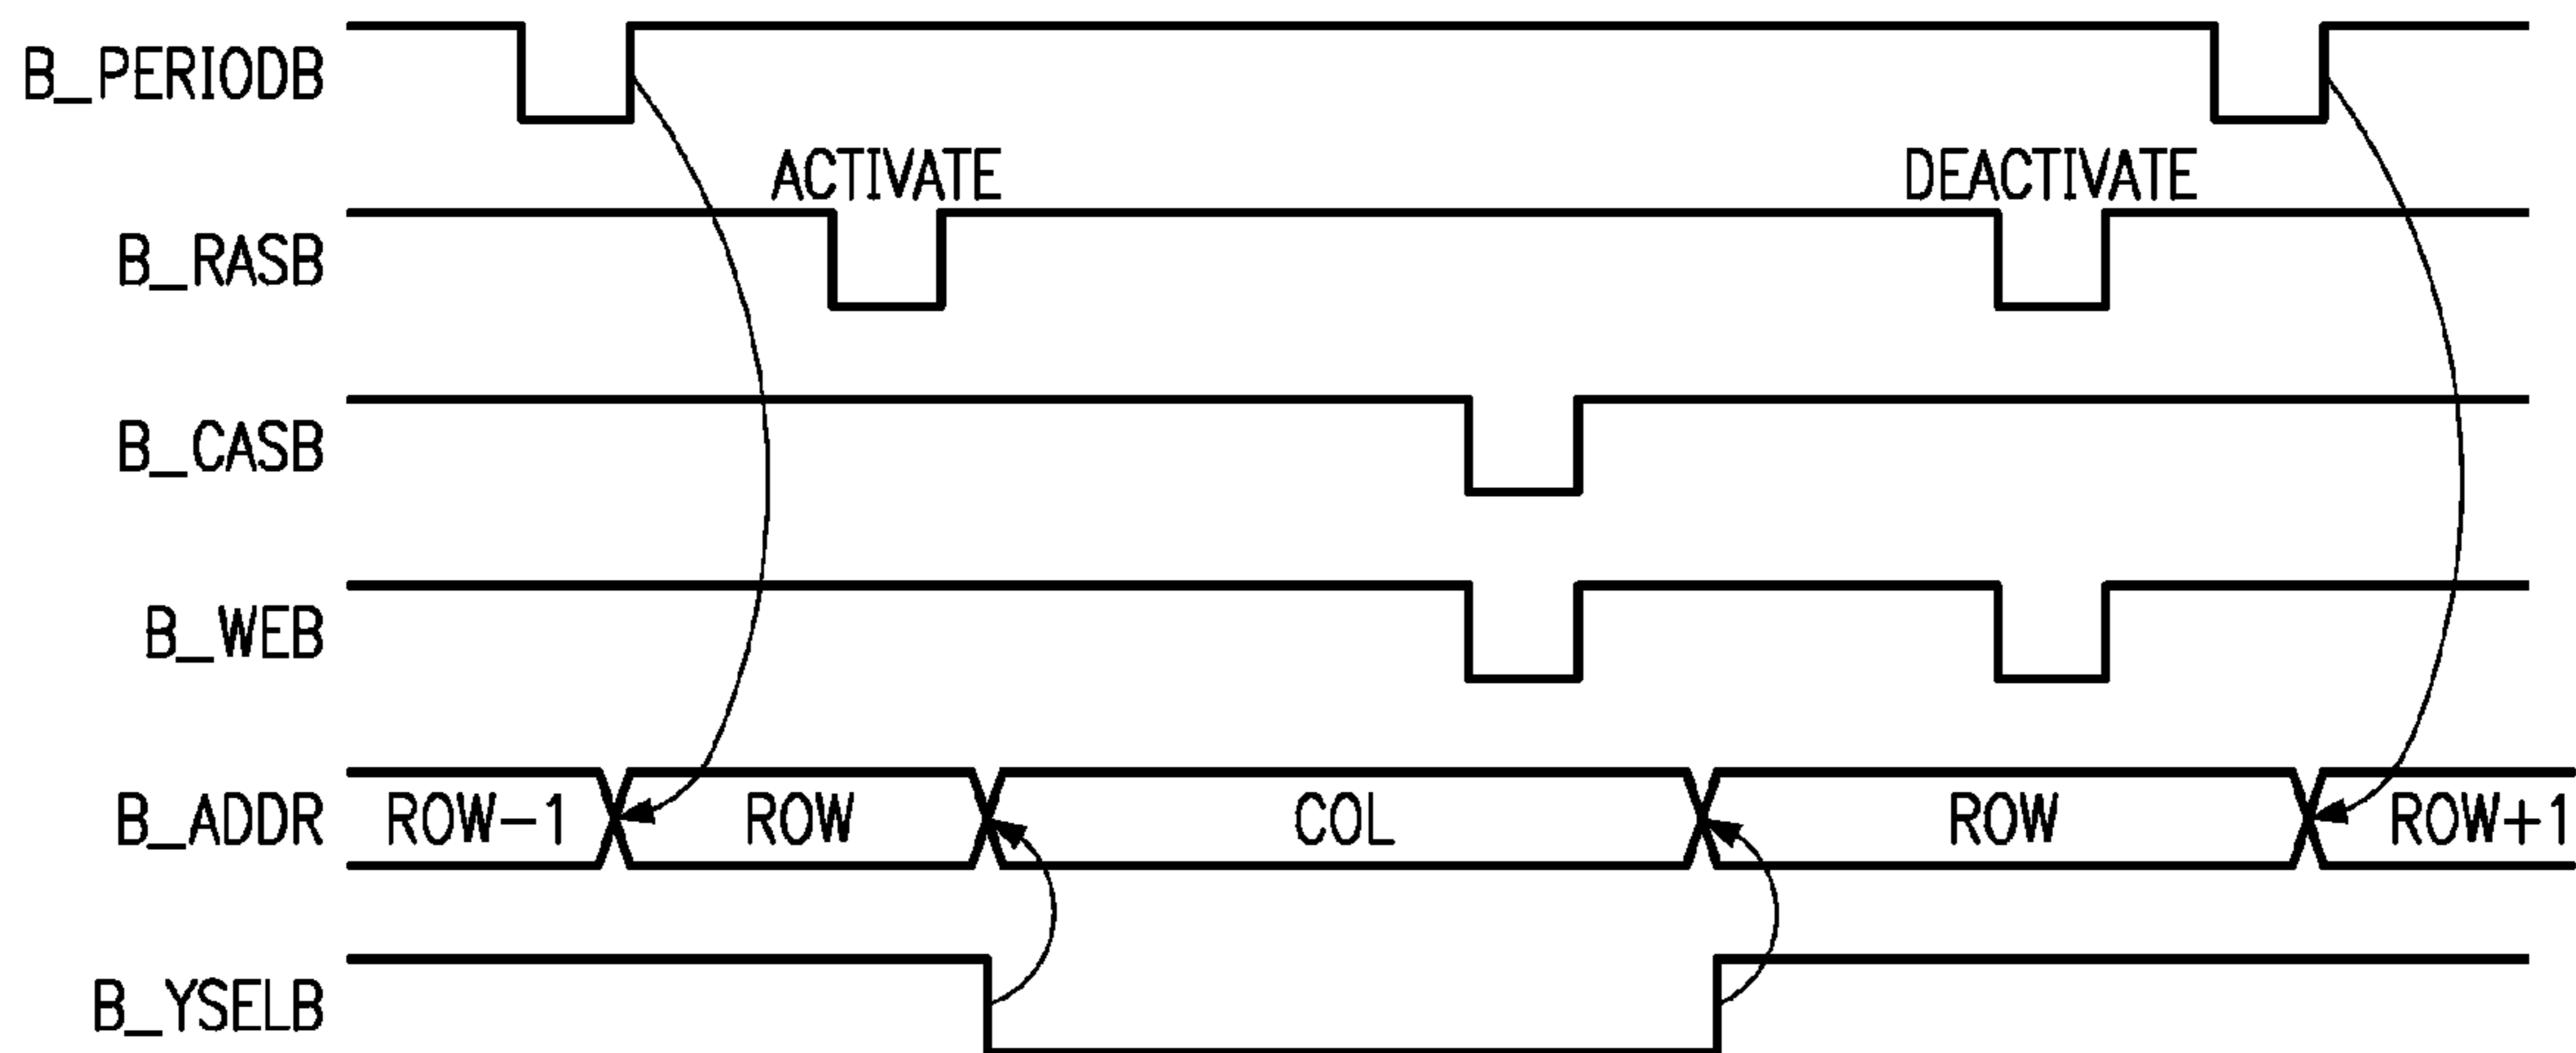 B_PERIODB
ACTIVATE DEACTIVATE
B_RASB
B_CASB
B_WEB
B_ADDR ROW-1 ROW COL ROW ROW+1
B_YSELB